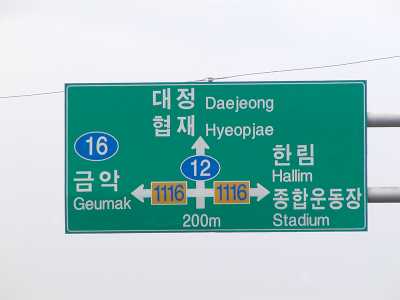 대정 Daejeong
협재 Hyeopjae
16
12
한림
Hallim
금악
Geumak
1116
1116
종합운동장
Stadium
200m